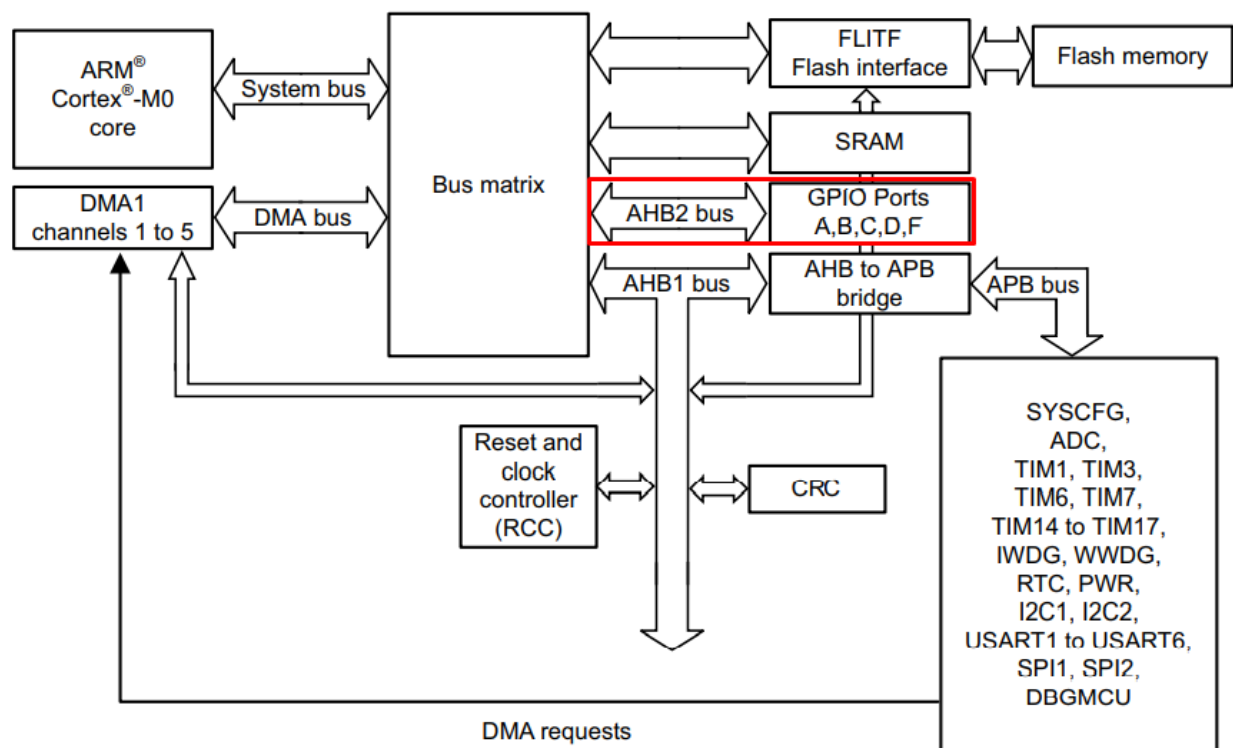 ARM®
Cortex®-M0
core
System bus
Bus matrix
FLITF
Flash interface
Flash memory
SRAM
DMA1
channels 1 to 5
DMA bus
AHB2 bus
GPIO Ports
A,B,C,D,F
AHB1 bus
AHB to APB
bridge
APB bus
Reset and
clock
controller
(RCC)
CRC
SYSCFG,
ADC,
TIM1, TIM3,
TIM6, TIM7,
TIM14 to TIM17,
IWDG, WWDG,
RTC, PWR,
I2C1, I2C2,
USART1 to USART6,
SPI1, SPI2,
DBGMCU
DMA requests